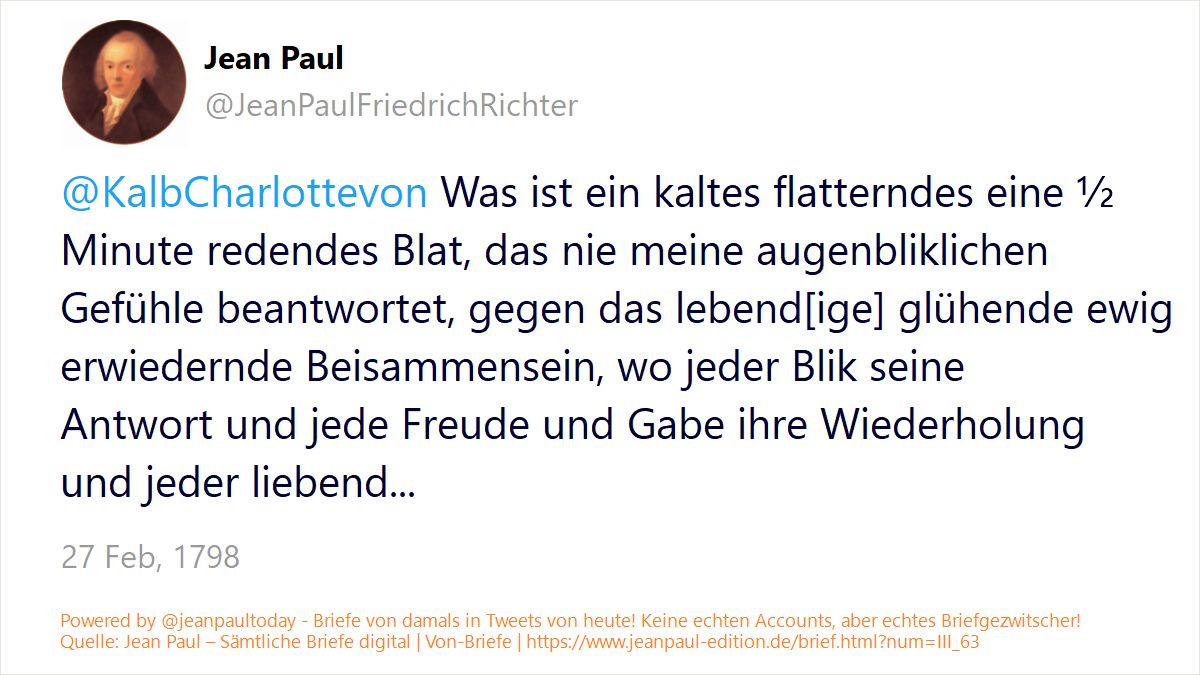 Jean Paul
@JeanPaulFriedrichRichter
@KalbCharlottevon Was ist ein kaltes flatterndes eine ½
Minute redendes Blat, das nie meine augenbliklichen
Gefühle beantwortet, gegen das lebend[ige] glühende ewig
erwiedernde Beisammensein, wo jeder Blik seine
Antwort und jede Freude und Gabe ihre Wiederholung
und jeder liebend...
27 Feb, 1798
Powered by @jeanpaultoday - Briefe von damals in Tweets von heute! Keine echten Accounts, aber echtes Briefgezwitscher!
Quelle: Jean Paul – Sämtliche Briefe digital | Von-Briefe | https://www.jeanpaul-edition.de/brief.html?num=III_63